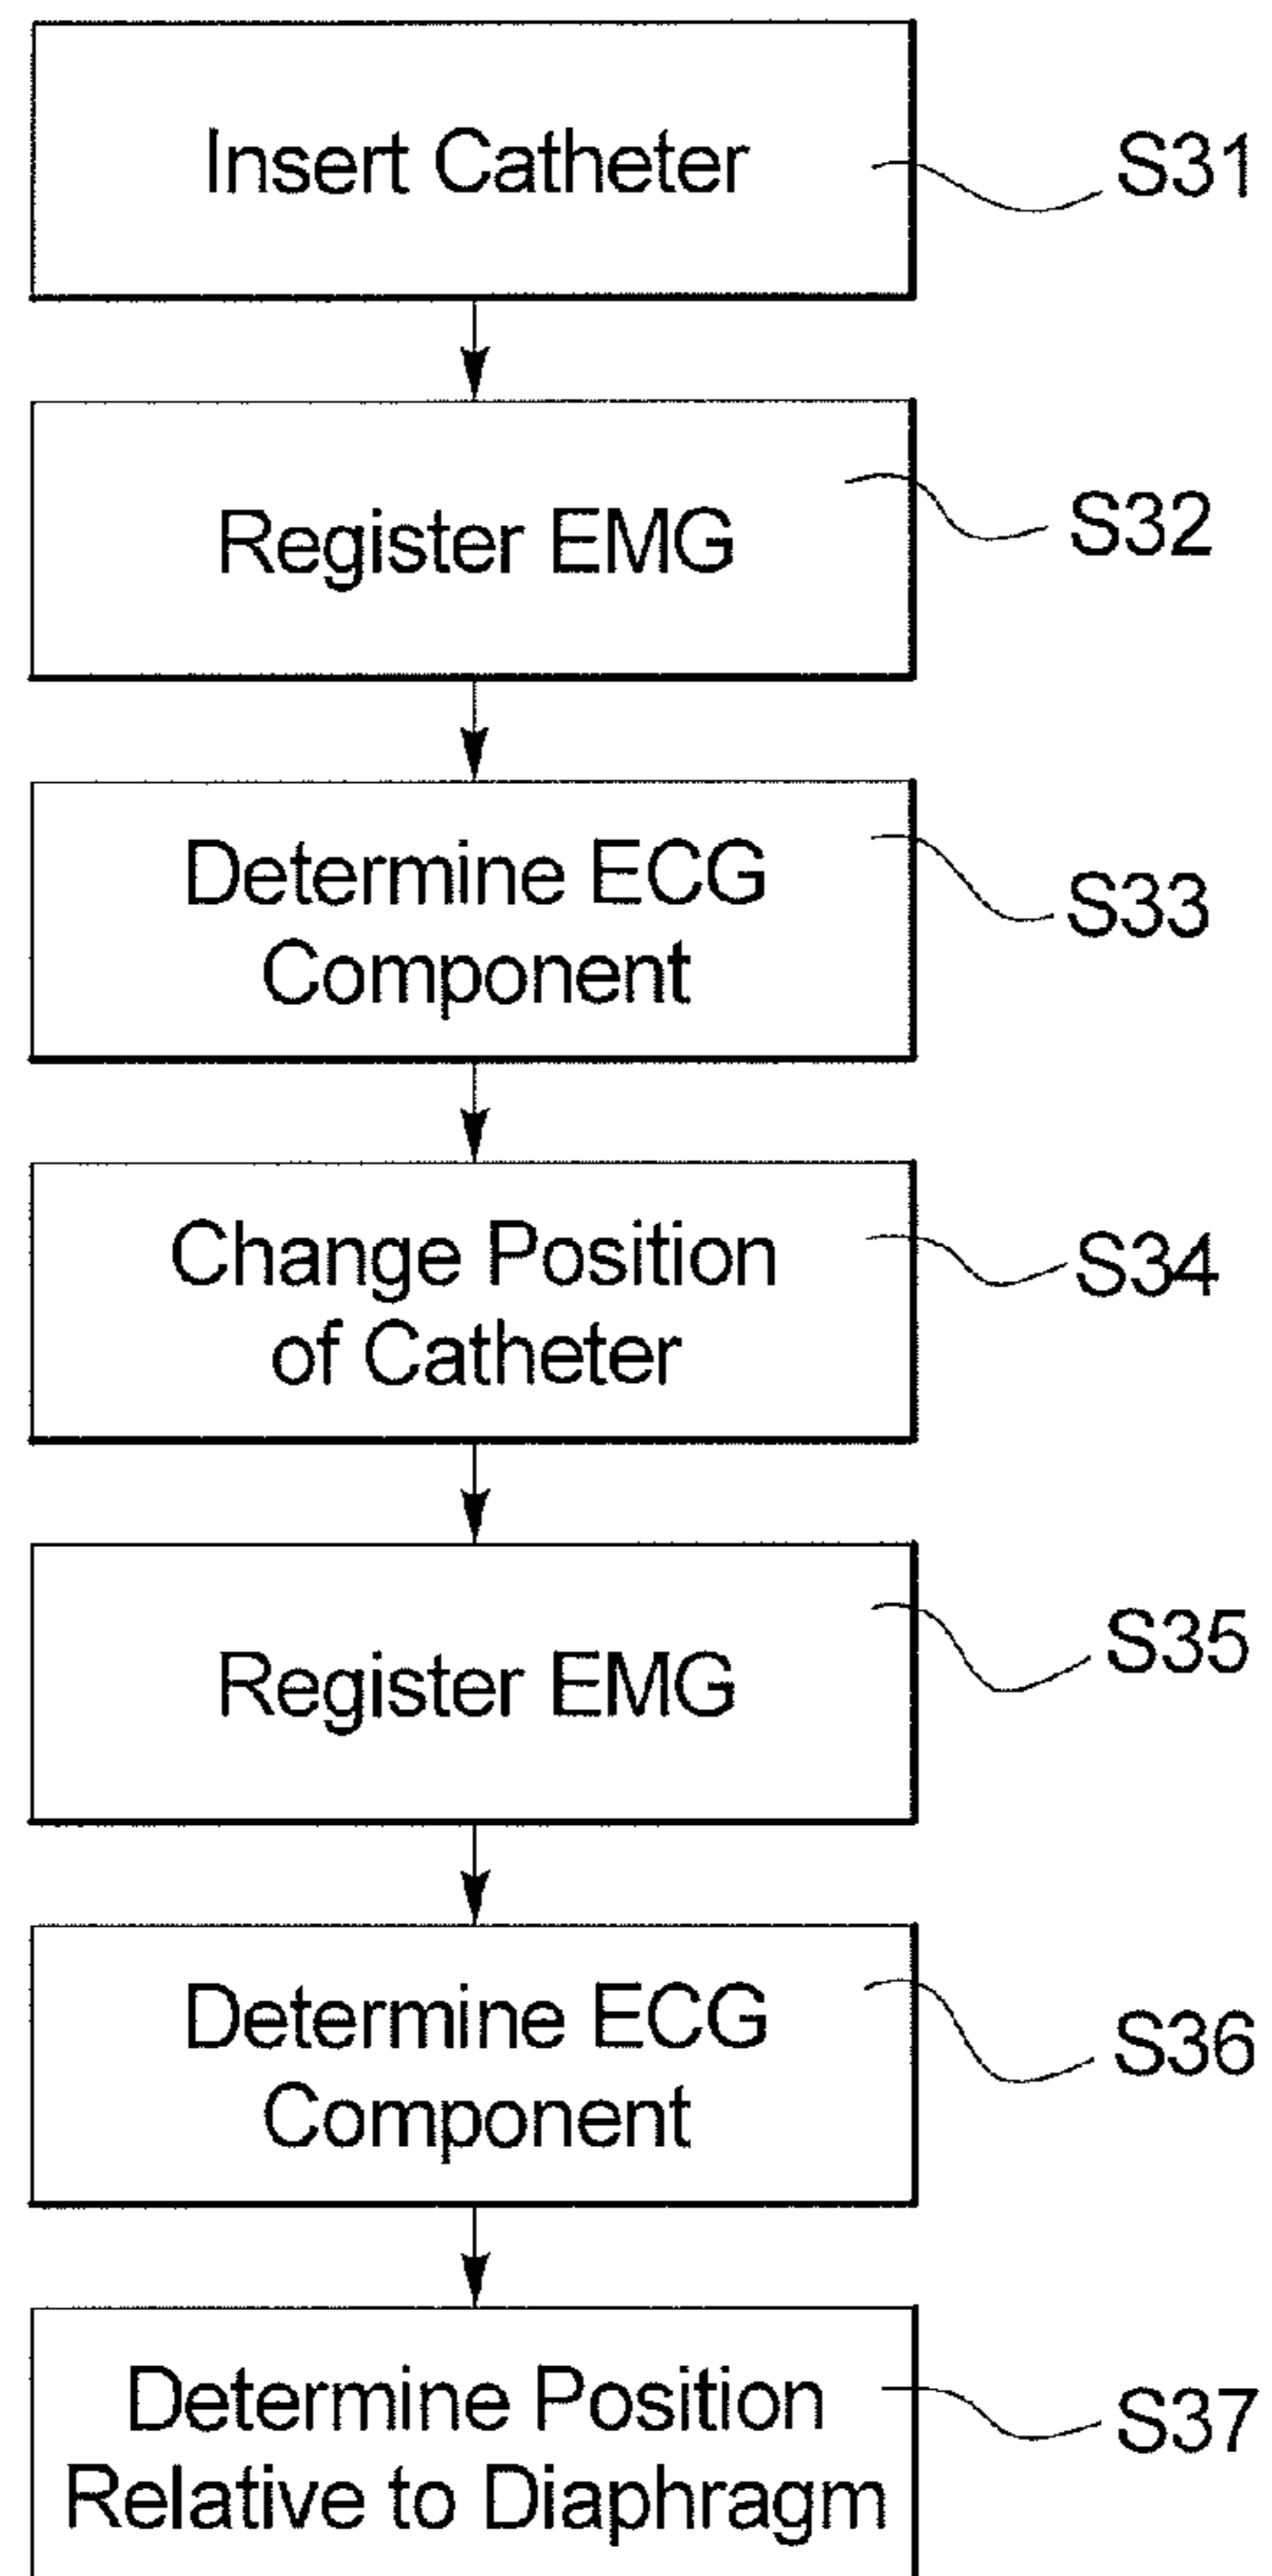 Insert Catheter
S31
Register EMG
S32
Determine ECG
Component
S33
Change Position
of Catheter
S34
Register EMG
S35
Determine ECG
Component
S36
Determine Position
Relative to Diaphragm
S37